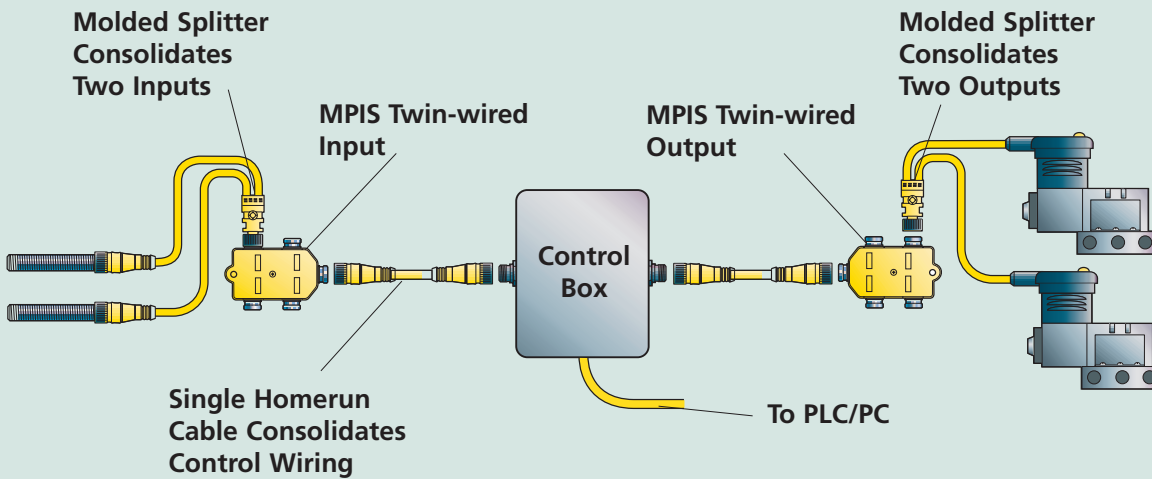 Molded Splitter
Consolidates
Two Inputs
MPIS Twin-wired
Input
MPIS Twin-wired
Output
Molded Splitter
Consolidates
Two Outputs
Control
Box
Single Homerun
Cable Consolidates
Control Wiring
To PLC/PC